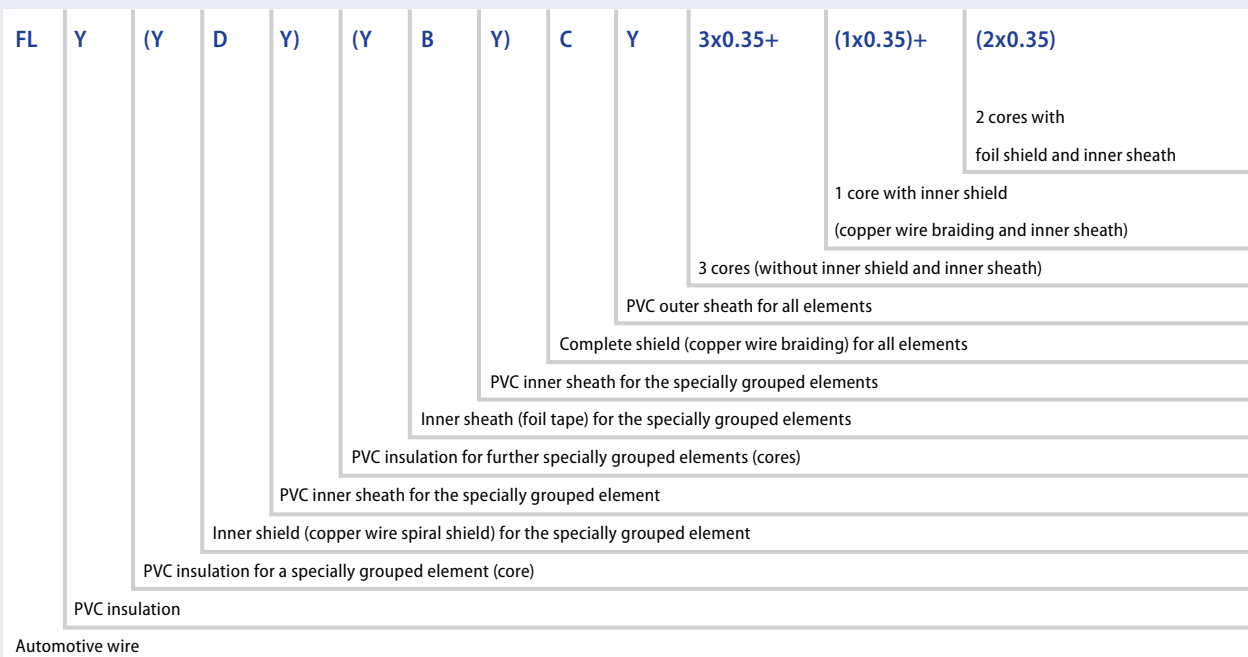 FL Y (Y D Y) (Y B Y) C Y 3x0.35+ (1x0.35)+ (2x0.35)
2 cores with
foil shield and inner sheath
1 core with inner shield
(copper wire braiding and inner sheath)
3 cores (without inner shield and inner sheath)
PVC outer sheath for all elements
Complete shield (copper wire braiding) for all elements
PVC inner sheath for the specially grouped elements
Inner sheath (foil tape) for the specially grouped elements
PVC insulation for further specially grouped elements (cores)
PVC inner sheath for the specially grouped element
Inner shield (copper wire spiral shield) for the specially grouped element
PVC insulation for a specially grouped element (core)
PVC insulation
Automotive wire